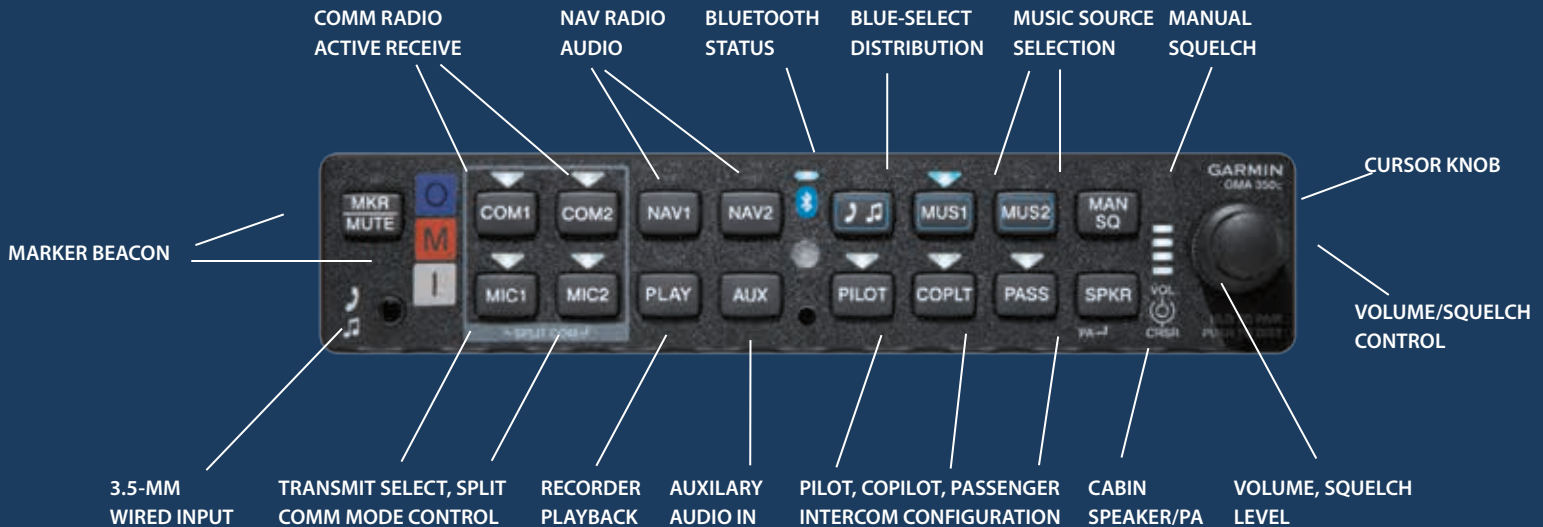 COMM RADIO
ACTIVE RECEIVE
NAV RADIO
AUDIO
BLUETOOTH
STATUS
BLUE-SELECT
DISTRIBUTION
MUSIC SOURCE
SELECTION
MANUAL
SQUELCH
CURSOR KNOB
MARKER BEACON
VOLUME/SQUELCH
CONTROL
GARMIN
GMA 350c
MKR
MUTE
O
M
I
COM1
COM2
NAV1
NAV2
MUS1
MUS2
MAN
SQ
MIC1
MIC2
PLAY
AUX
PILOT
COPLT
PASS
SPKR
VOL
CRSR
SPLIT COM
PA
3.5-MM
WIRED INPUT
TRANSMIT SELECT, SPLIT
COMM MODE CONTROL
RECORDER
PLAYBACK
AUXILARY
AUDIO IN
PILOT, COPILOT, PASSENGER
INTERCOM CONFIGURATION
CABIN
SPEAKER/PA
VOLUME, SQUELCH
LEVEL